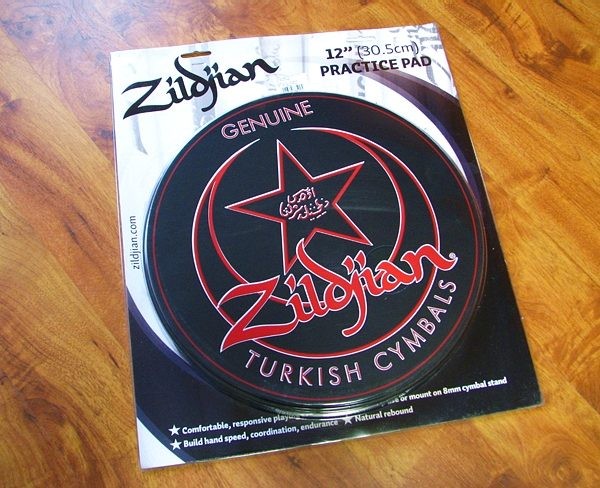 Zildjian
12" (30.5cm)
PRACTICE PAD
GENUINE
Zildjian®
TURKISH CYMBALS
zildjian.com
or mount on 8mm cymbal stand
★ Comfortable, responsive
★ Natural rebound
★ Build hand speed, coordination, endurance